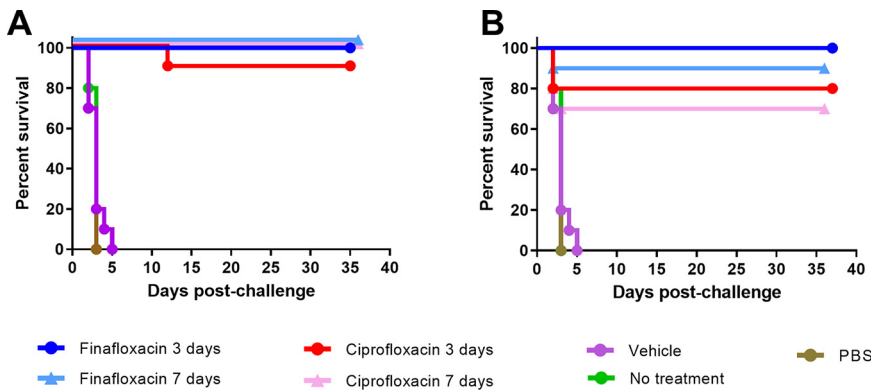 A
B
Percent survival
100
80
60
40
20
0
0 5 10 15 20 25 30 35 40
Days post-challenge
Percent survival
100
80
60
40
20
0
0 5 10 15 20 25 30 35 40
Days post-challenge
Finafloxacin 3 days
Ciprofloxacin 3 days
Vehicle
PBS
Finafloxacin 7 days
Ciprofloxacin 7 days
No treatment